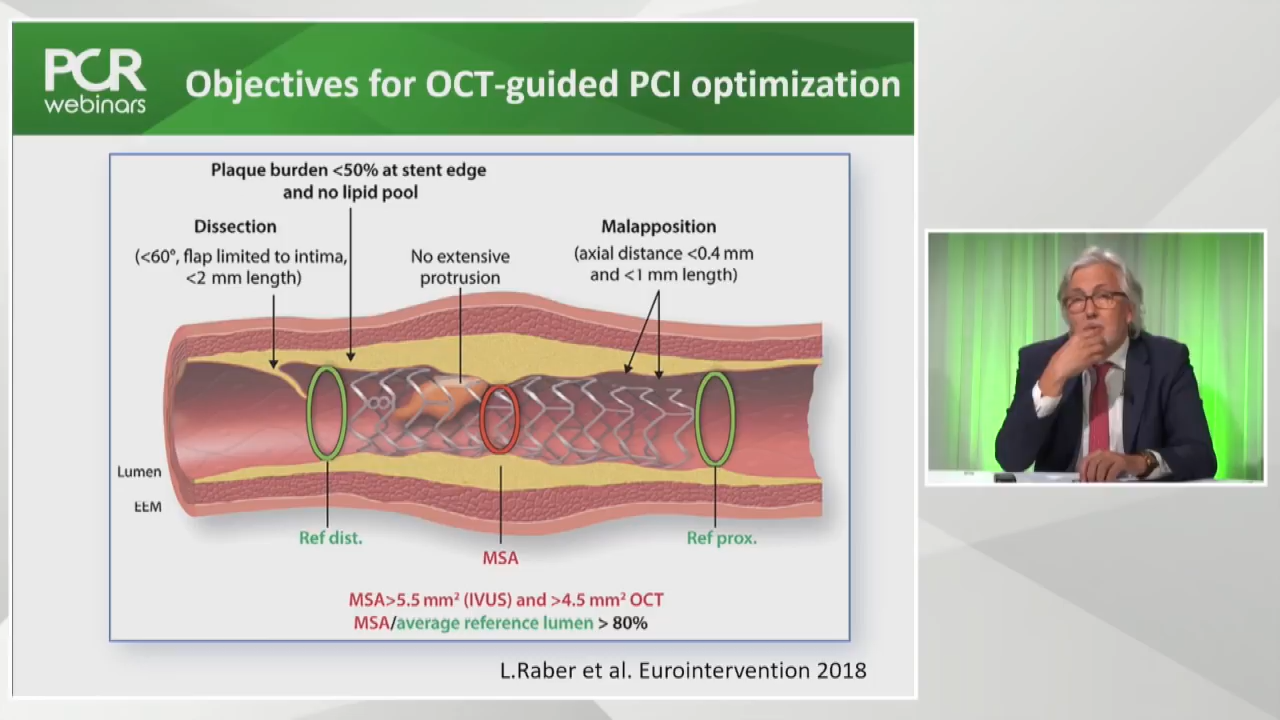 PCR
webinars
Objectives for OCT-guided PCI optimization
Plaque burden <50% at stent edge
and no lipid pool
Dissection
(<60°, flap limited to intima,
<2 mm length)
No extensive
protrusion
Malapposition
(axial distance <0.4 mm
and <1 mm length)
Lumen
EEM
Ref dist.
MSA
Ref prox.
MSA>5.5 mm² (IVUS) and >4.5 mm² OCT
MSA/average reference lumen > 80%
L.Raber et al. Eurointervention 2018